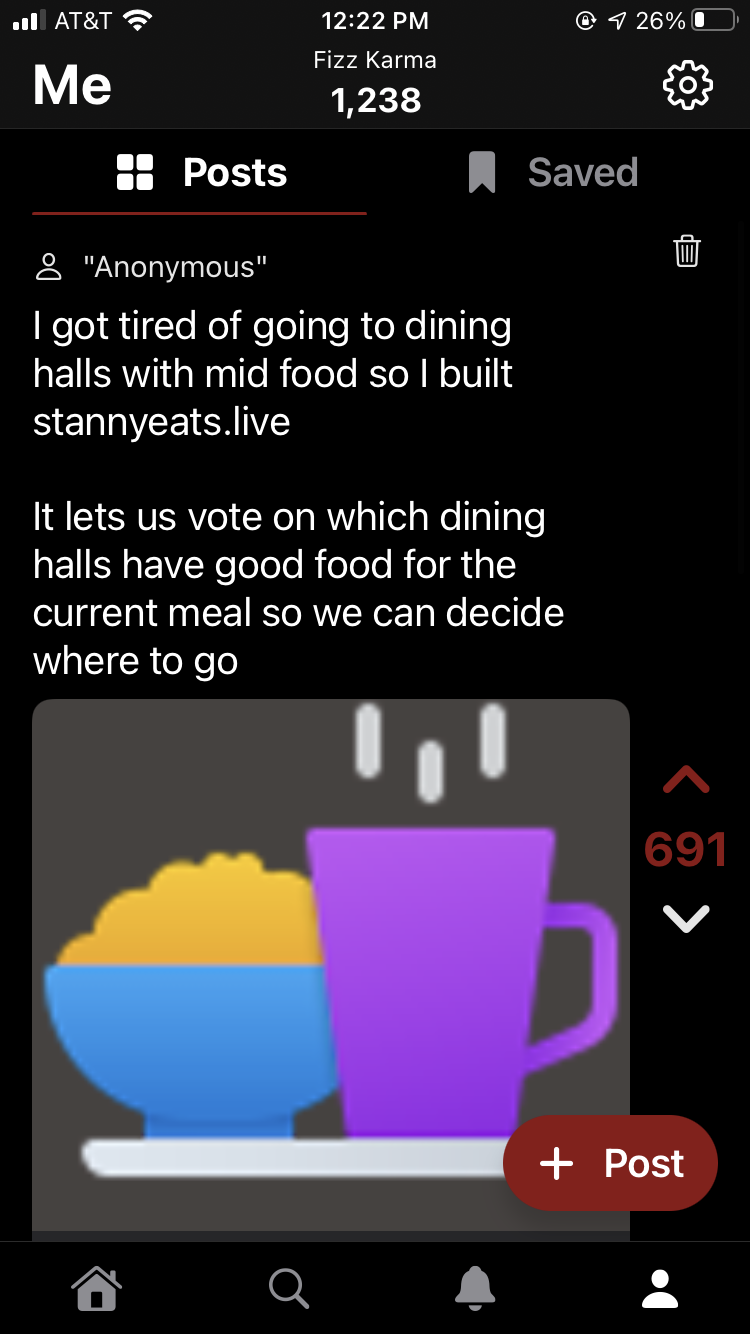 AT&T 12:22 PM 26%
Me
Fizz Karma
1,238
Posts
Saved
"Anonymous"
I got tired of going to dining
halls with mid food so I built
stannyeats.live
It lets us vote on which dining
halls have good food for the
current meal so we can decide
where to go
691
Post